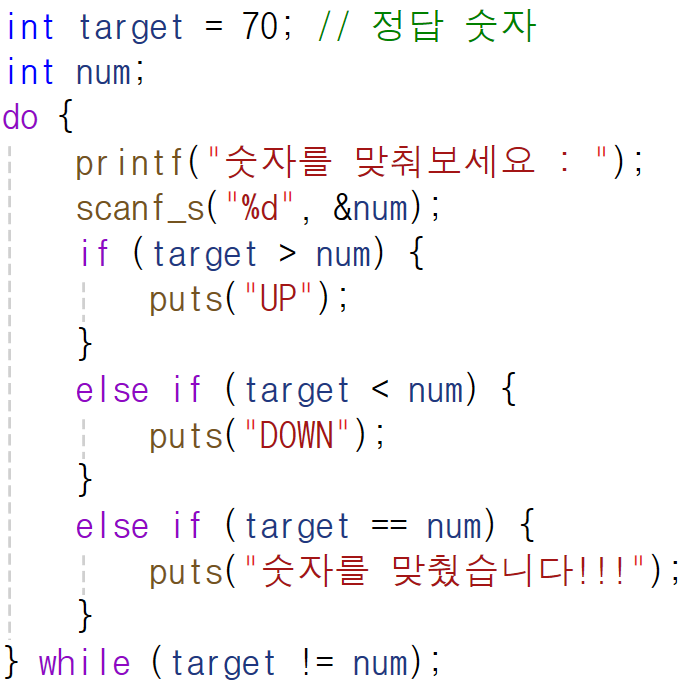 int target = 70; // 정답 숫자
int num;
do {
    printf("숫자를 맞춰보세요 : ");
    scanf_s("%d", &num);
    if (target > num) {
        puts("UP");
    }
    else if (target < num) {
        puts("DOWN");
    }
    else if (target == num) {
        puts("숫자를 맞췄습니다!!!");
    }
} while (target != num);